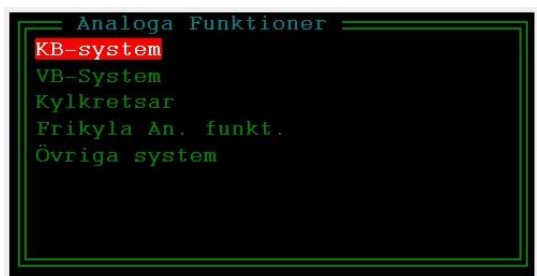 Analoga Funktioner
KB-system
VB-System
Kylkretsar
Frikyla An. funkt.
Övriga system